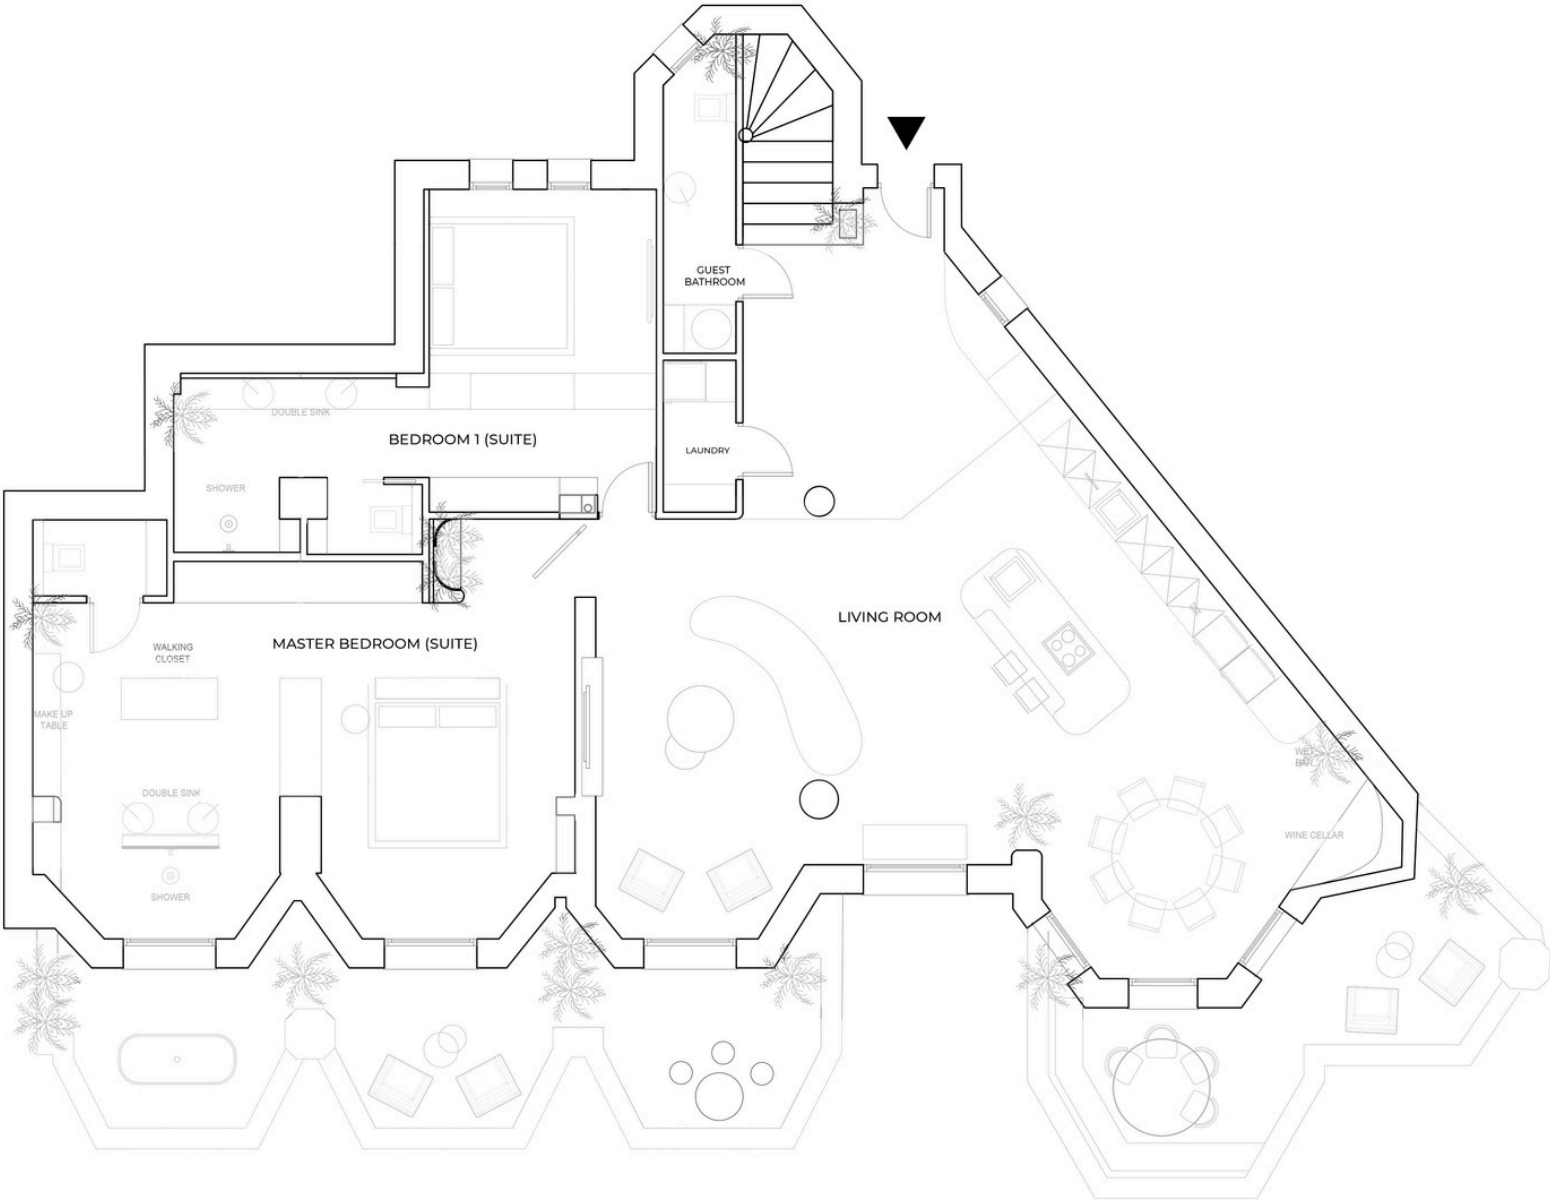 GUEST
BATHROOM
DOUBLE SINK
BEDROOM 1 (SUITE)
LAUNDRY
SHOWER
LIVING ROOM
WALKING
CLOSET
MASTER BEDROOM (SUITE)
MAKE UP
TABLE
WET
BAR
DOUBLE SINK
WINE CELLAR
SHOWER